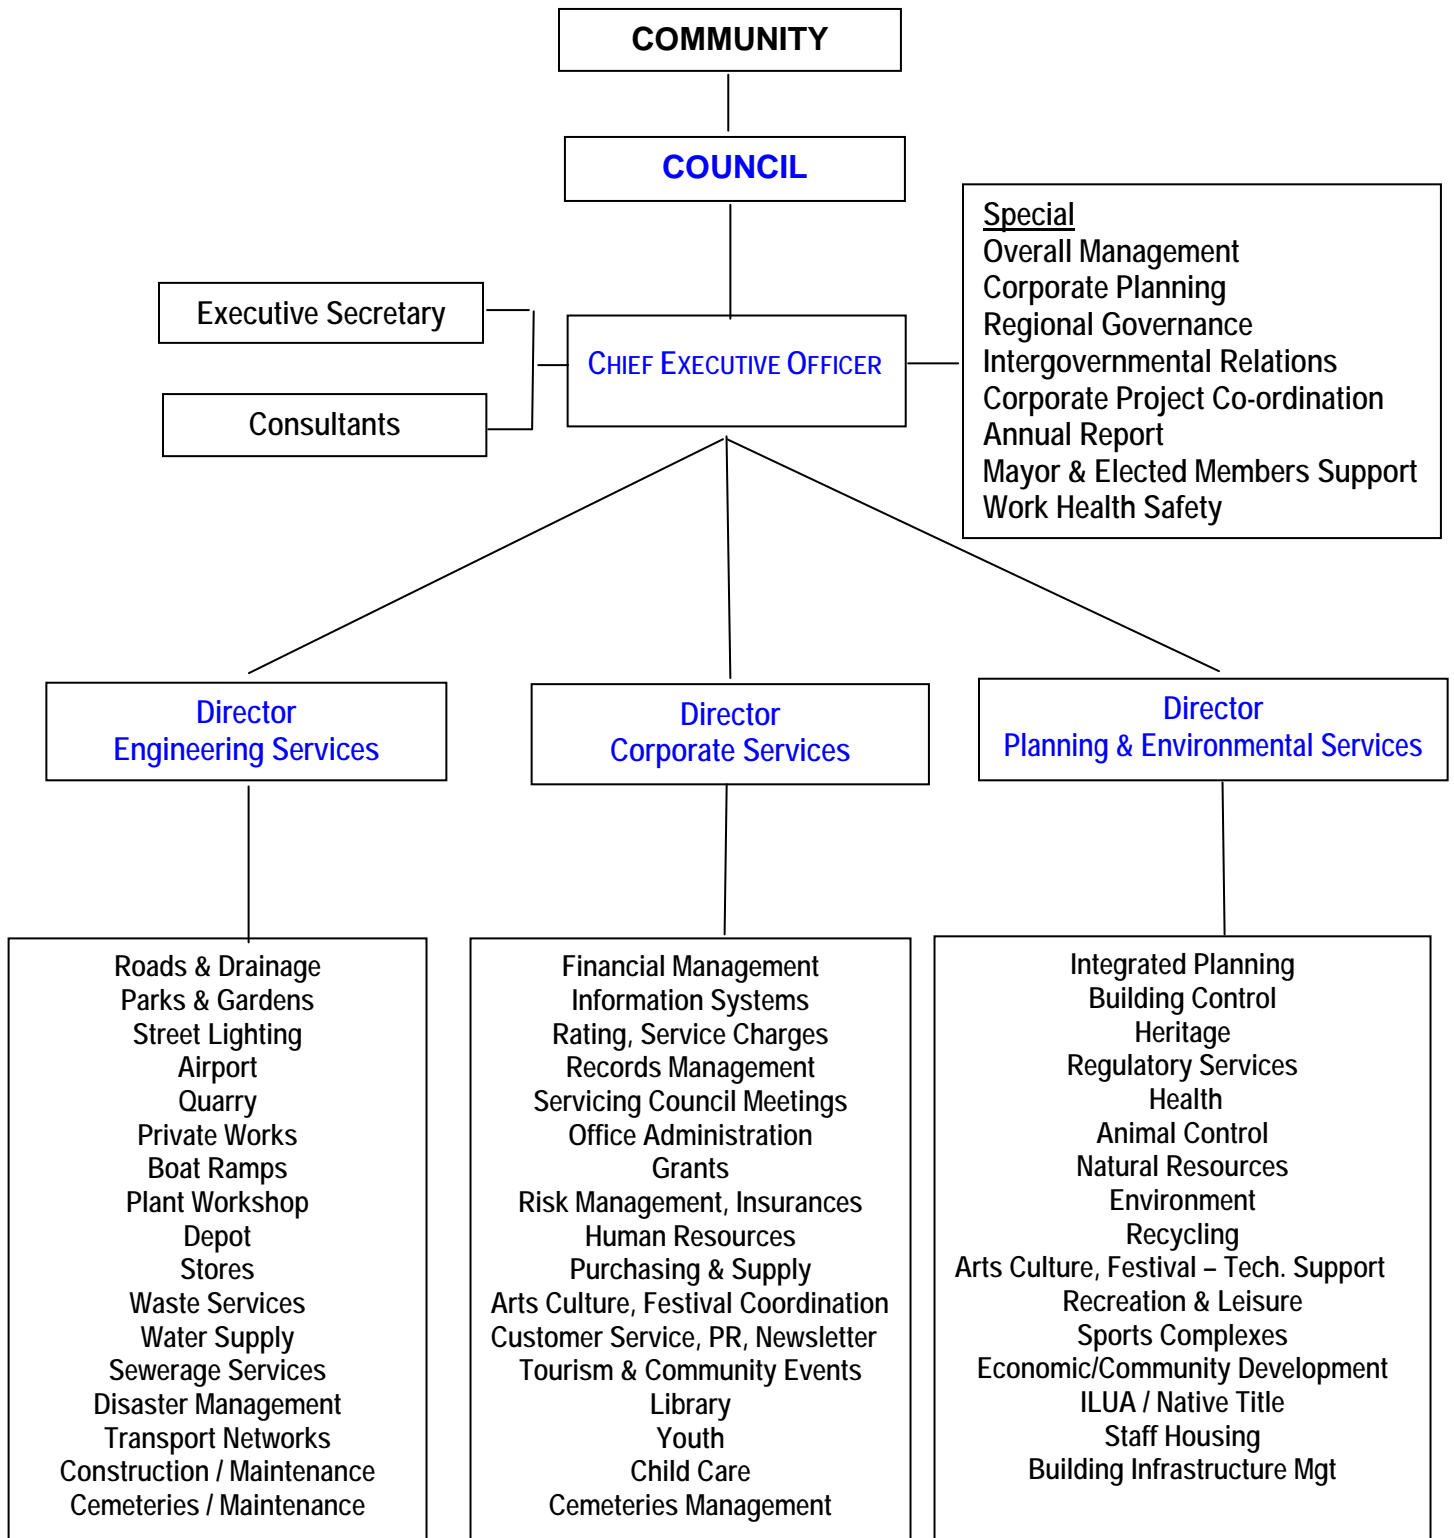 COMMUNITY
COUNCIL
Special
Overall Management
Corporate Planning
Regional Governance
Intergovernmental Relations
Corporate Project Co-ordination
Annual Report
Mayor & Elected Members Support
Work Health Safety
Executive Secretary
Consultants
CHIEF EXECUTIVE OFFICER
Director
Engineering Services
Director
Corporate Services
Director
Planning & Environmental Services
Roads & Drainage
Parks & Gardens
Street Lighting
Airport
Quarry
Private Works
Boat Ramps
Plant Workshop
Depot
Stores
Waste Services
Water Supply
Sewerage Services
Disaster Management
Transport Networks
Construction / Maintenance
Cemeteries / Maintenance
Financial Management
Information Systems
Rating, Service Charges
Records Management
Servicing Council Meetings
Office Administration
Grants
Risk Management, Insurances
Human Resources
Purchasing & Supply
Arts Culture, Festival Coordination
Customer Service, PR, Newsletter
Tourism & Community Events
Library
Youth
Child Care
Cemeteries Management
Integrated Planning
Building Control
Heritage
Regulatory Services
Health
Animal Control
Natural Resources
Environment
Recycling
Arts Culture, Festival – Tech. Support
Recreation & Leisure
Sports Complexes
Economic/Community Development
ILUA / Native Title
Staff Housing
Building Infrastructure Mgt